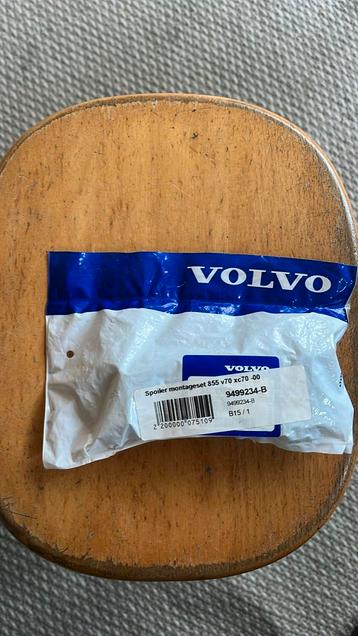 VOLVO
VOLVO
Spoiler montageset 855 v70 xc70 -00
9499234-B
9499234-B
B15 / 1
2 200000 075109